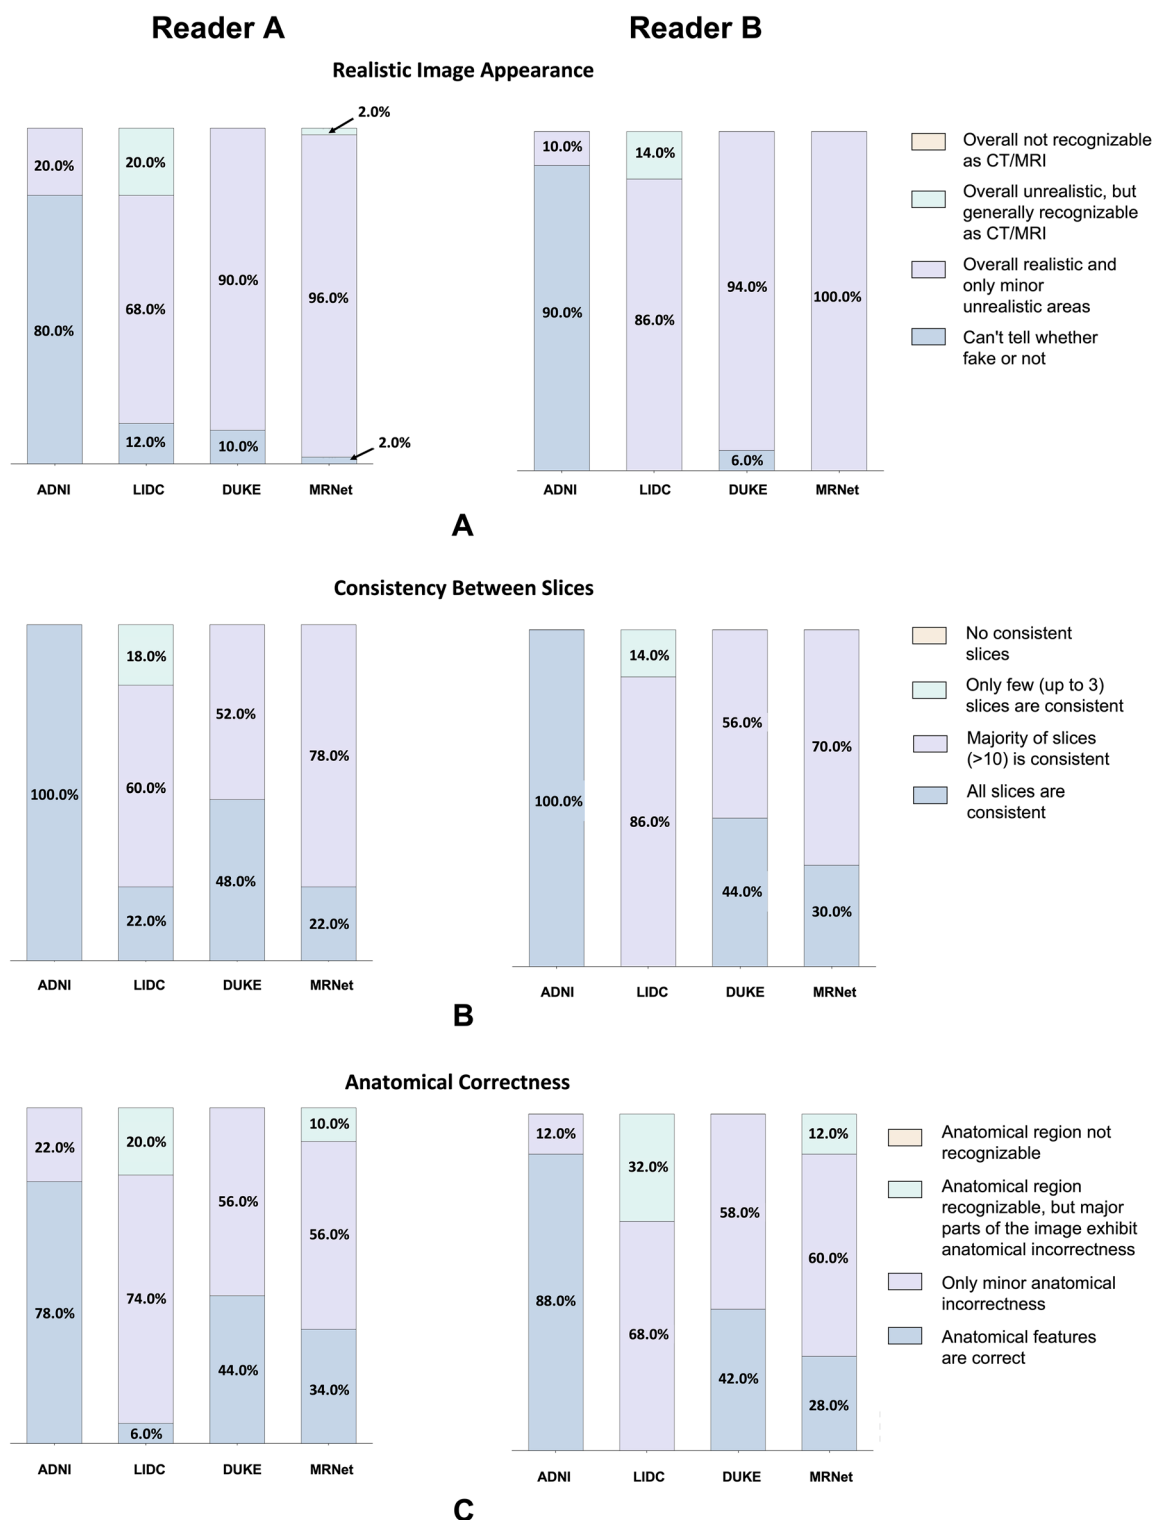 Reader A
Reader B
Realistic Image Appearance
2.0%
20.0%
20.0%
90.0%
68.0%
96.0%
80.0%
12.0%
10.0%
2.0%
ADNI
LIDC
DUKE
MRNet
10.0%
14.0%
94.0%
100.0%
90.0%
86.0%
6.0%
ADNI
LIDC
DUKE
MRNet
Overall not recognizable
as CT/MRI
Overall unrealistic, but
generally recognizable
as CT/MRI
Overall realistic and
only minor
unrealistic areas
Can't tell whether
fake or not
A
Consistency Between Slices
18.0%
52.0%
78.0%
100.0%
60.0%
48.0%
22.0%
22.0%
ADNI
LIDC
DUKE
MRNet
14.0%
56.0%
70.0%
100.0%
86.0%
44.0%
30.0%
ADNI
LIDC
DUKE
MRNet
No consistent
slices
Only few (up to 3)
slices are consistent
Majority of slices
(>10) is consistent
All slices are
consistent
B
Anatomical Correctness
22.0%
20.0%
10.0%
56.0%
56.0%
78.0%
74.0%
44.0%
34.0%
6.0%
ADNI
LIDC
DUKE
MRNet
12.0%
32.0%
12.0%
58.0%
60.0%
88.0%
68.0%
42.0%
28.0%
ADNI
LIDC
DUKE
MRNet
Anatomical region not
recognizable
Anatomical region
recognizable, but major
parts of the image exhibit
anatomical incorrectness
Only minor anatomical
incorrectness
Anatomical features
are correct
C